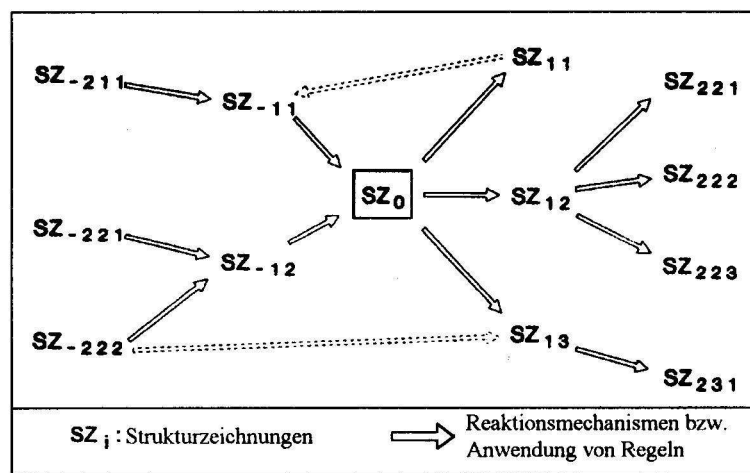 SZ₁₁
SZ₋₂₁₁
SZ₂₂₁
SZ₋₁₁
SZ₂₂₂
SZ₀
SZ₁₂
SZ₋₂₂₁
SZ₋₁₂
SZ₂₂₃
SZ₋₂₂₂
SZ₁₃
SZ₂₃₁
SZ i : Strukturzeichnungen
Reaktionsmechanismen bzw.
Anwendung von Regeln